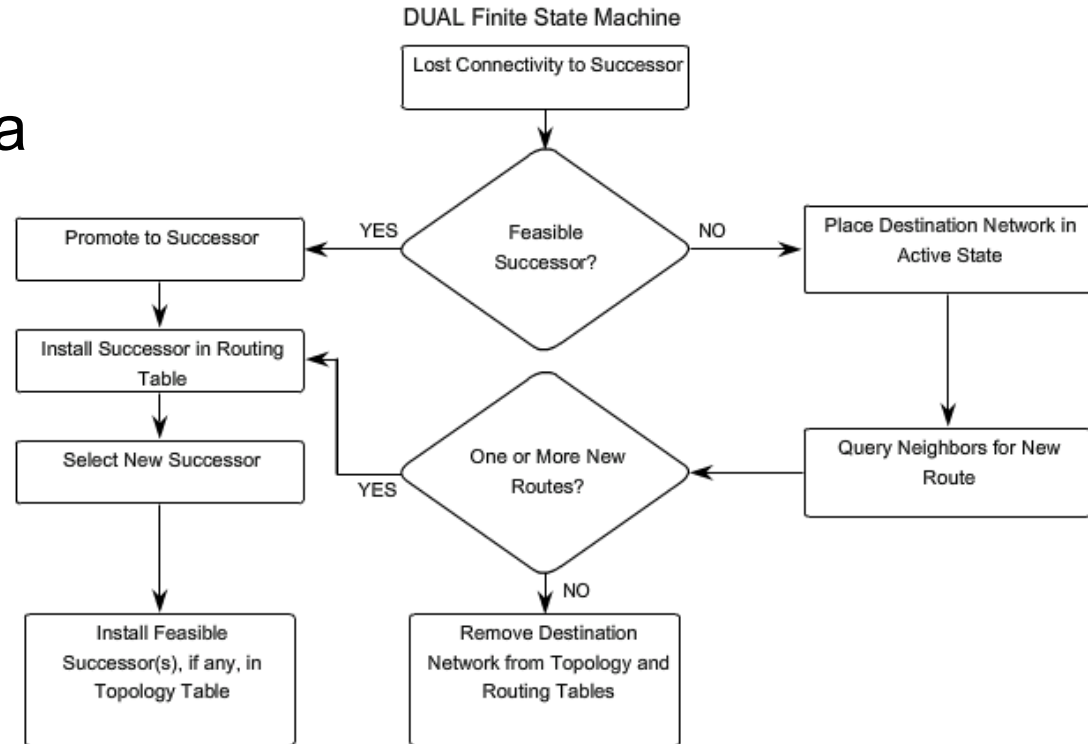 DUAL Finite State Machine
Lost Connectivity to Successor
a
Feasible
Successor?
YES
NO
Promote to Successor
Place Destination Network in
Active State
Install Successor in Routing
Table
Select New Successor
One or More New
Routes?
YES
Query Neighbors for New
Route
NO
Install Feasible
Successor(s), if any, in
Topology Table
Remove Destination
Network from Topology and
Routing Tables